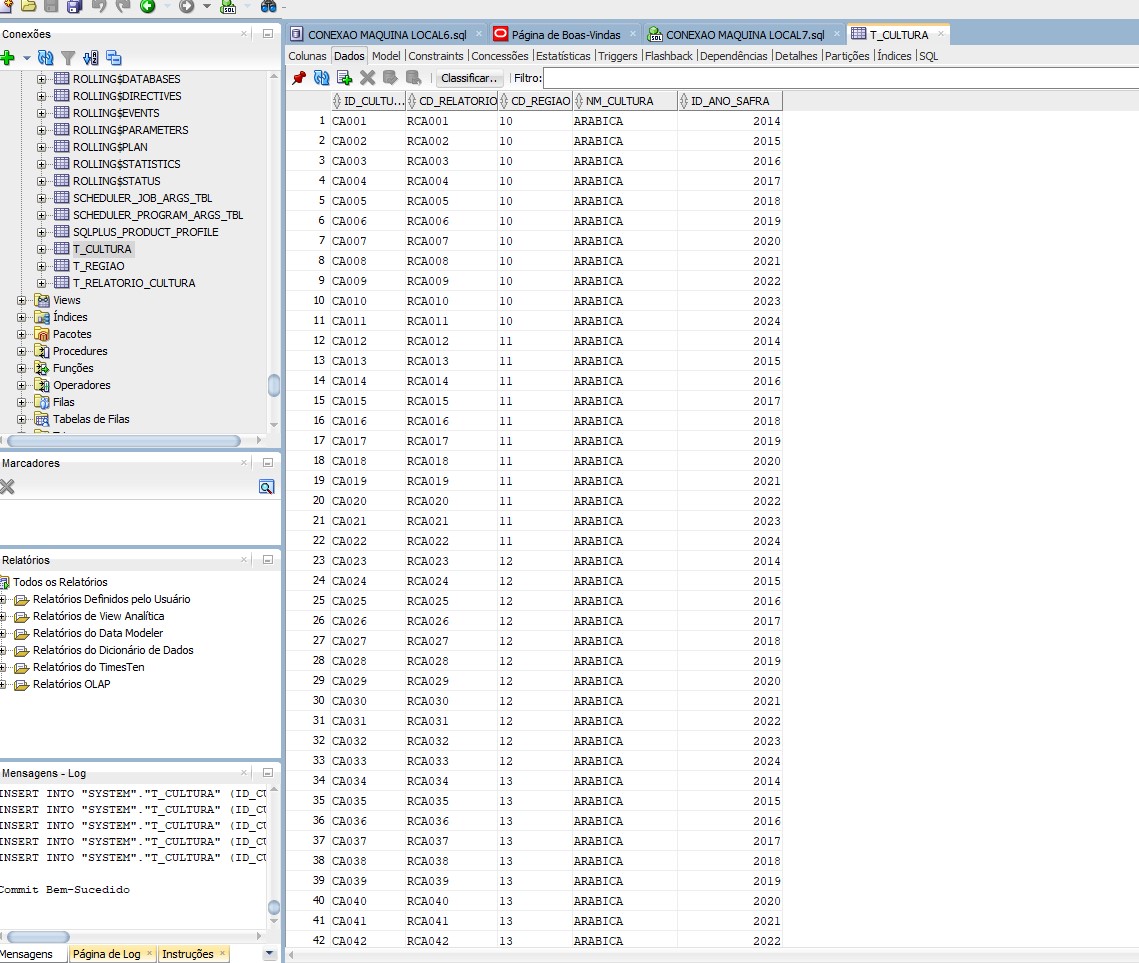 Conexões
ROLLING$DATABASES
ROLLING$DIRECTIVES
ROLLING$EVENTS
ROLLING$PARAMETERS
ROLLING$PLAN
ROLLING$STATISTICS
ROLLING$STATUS
SCHEDULER_JOB_ARGS_TBL
SCHEDULER_PROGRAM_ARGS_TBL
SQLPLUS_PRODUCT_PROFILE
T_CULTURA
T_REGIAO
T_RELATORIO_CULTURA
Views
Índices
Pacotes
Procedures
Funções
Operadores
Filas
Tabelas de Filas
Marcadores
Relatórios
Todos os Relatórios
Relatórios Definidos pelo Usuário
Relatórios de View Analítica
Relatórios do Data Modeler
Relatórios do Dicionário de Dados
Relatórios do TimesTen
Relatórios OLAP
Mensagens - Log
INSERT INTO "SYSTEM"."T_CULTURA" (ID_CU
INSERT INTO "SYSTEM"."T_CULTURA" (ID_CU
INSERT INTO "SYSTEM"."T_CULTURA" (ID_CU
INSERT INTO "SYSTEM"."T_CULTURA" (ID_CU
INSERT INTO "SYSTEM"."T_CULTURA" (ID_CU
Commit Bem-Sucedido
Mensagens Página de Log Instruções
CONEXAO MAQUINA LOCAL6.sql Página de Boas-Vindas CONEXAO MAQUINA LOCAL7.sql T_CULTURA
Colunas Dados Model Constraints Concessões Estatísticas Triggers Flashback Dependências Detalhes Partições Índices SQL
Classificar.. Filtro:
ID_CULTU... CD_RELATORIO CD_REGIAO NM_CULTURA ID_ANO_SAFRA
1 CA001 RCA001 10 ARABICA 2014
2 CA002 RCA002 10 ARABICA 2015
3 CA003 RCA003 10 ARABICA 2016
4 CA004 RCA004 10 ARABICA 2017
5 CA005 RCA005 10 ARABICA 2018
6 CA006 RCA006 10 ARABICA 2019
7 CA007 RCA007 10 ARABICA 2020
8 CA008 RCA008 10 ARABICA 2021
9 CA009 RCA009 10 ARABICA 2022
10 CA010 RCA010 10 ARABICA 2023
11 CA011 RCA011 10 ARABICA 2024
12 CA012 RCA012 11 ARABICA 2014
13 CA013 RCA013 11 ARABICA 2015
14 CA014 RCA014 11 ARABICA 2016
15 CA015 RCA015 11 ARABICA 2017
16 CA016 RCA016 11 ARABICA 2018
17 CA017 RCA017 11 ARABICA 2019
18 CA018 RCA018 11 ARABICA 2020
19 CA019 RCA019 11 ARABICA 2021
20 CA020 RCA020 11 ARABICA 2022
21 CA021 RCA021 11 ARABICA 2023
22 CA022 RCA022 11 ARABICA 2024
23 CA023 RCA023 12 ARABICA 2014
24 CA024 RCA024 12 ARABICA 2015
25 CA025 RCA025 12 ARABICA 2016
26 CA026 RCA026 12 ARABICA 2017
27 CA027 RCA027 12 ARABICA 2018
28 CA028 RCA028 12 ARABICA 2019
29 CA029 RCA029 12 ARABICA 2020
30 CA030 RCA030 12 ARABICA 2021
31 CA031 RCA031 12 ARABICA 2022
32 CA032 RCA032 12 ARABICA 2023
33 CA033 RCA033 12 ARABICA 2024
34 CA034 RCA034 13 ARABICA 2014
35 CA035 RCA035 13 ARABICA 2015
36 CA036 RCA036 13 ARABICA 2016
37 CA037 RCA037 13 ARABICA 2017
38 CA038 RCA038 13 ARABICA 2018
39 CA039 RCA039 13 ARABICA 2019
40 CA040 RCA040 13 ARABICA 2020
41 CA041 RCA041 13 ARABICA 2021
42 CA042 RCA042 13 ARABICA 2022